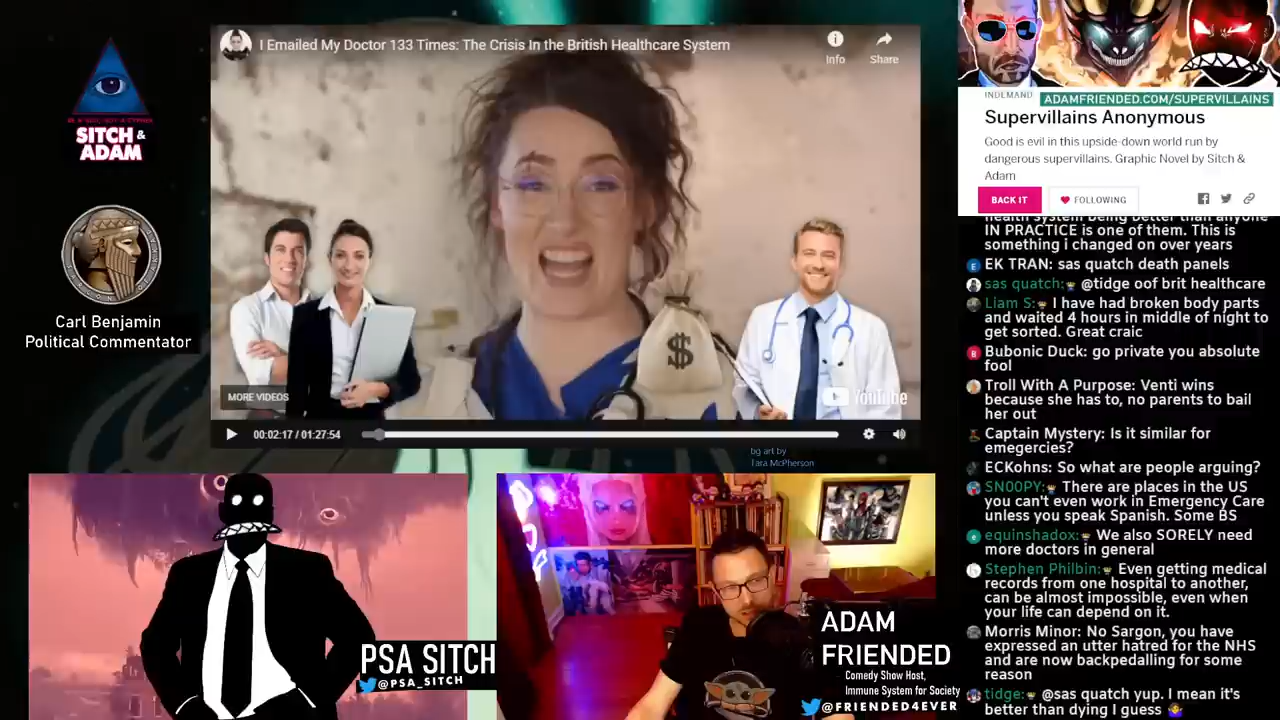 I Emailed My Doctor 133 Times: The Crisis In the British Healthcare System
Info
Share
SITCH &
ADAM
Carl Benjamin
Political Commentator
$
MORE VIDEOS
YouTube
00:02:17 / 01:27:54
bg art by
Tara McPherson
PSA SITCH
@PSA_SITCH
ADAM
FRIENDED
Comedy Show Host,
Immune System for Society
@FRIENDED4EVER
INDEMAND
ADAMFRIENDED.COM/SUPERVILLAINS
Supervillains Anonymous
Good is evil in this upside-down world run by
dangerous supervillains. Graphic Novel by Sitch &
Adam
BACK IT
FOLLOWING
health system being better than anyone
IN PRACTICE is one of them. This is
something i changed on over years
EK TRAN: sas quatch death panels
sas quatch: @tidge oof brit healthcare
Liam S: I have had broken body parts
and waited 4 hours in middle of night to
get sorted. Great craic
Bubonic Duck: go private you absolute
fool
Troll With A Purpose: Venti wins
because she has to, no parents to bail
her out
Captain Mystery: Is it similar for
emegercies?
ECKohns: So what are people arguing?
SN00PY: There are places in the US
you can't even work in Emergency Care
unless you speak Spanish. Some BS
equinshadox: We also SORELY need
more doctors in general
Stephen Philbin: Even getting medical
records from one hospital to another,
can be almost impossible, even when
your life can depend on it.
Morris Minor: No Sargon, you have
expressed an utter hatred for the NHS
and are now backpedalling for some
reason
tidge: @sas quatch yup. I mean it's
better than dying I guess